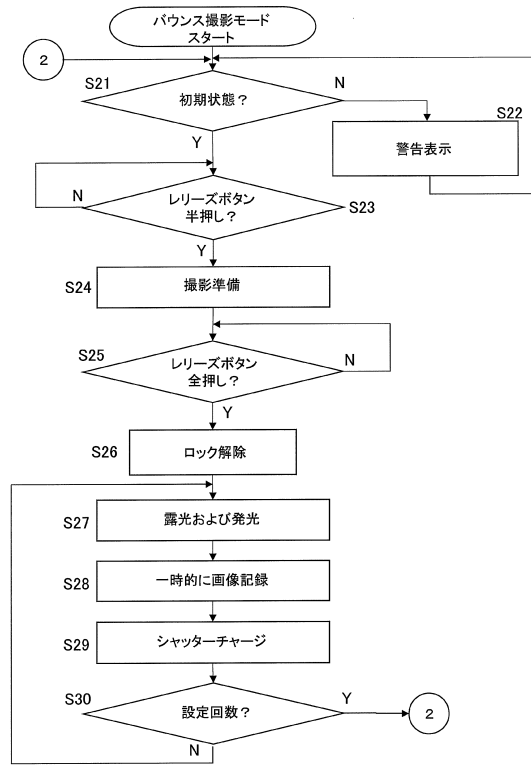 バウンス撮影モード
スタート
2
S21
初期状態？
N
S22
警告表示
Y
レリーズボタン
半押し？
N
S23
Y
S24
撮影準備
S25
レリーズボタン
全押し？
N
Y
S26
ロック解除
S27
露光および発光
S28
一時的に画像記録
S29
シャッターチャージ
S30
設定回数？
Y
2
N